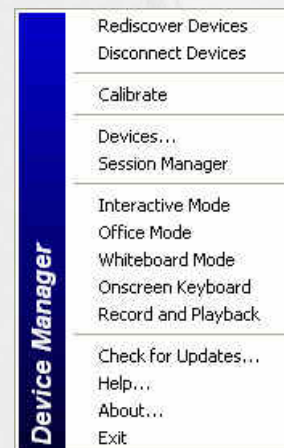 Device Manager
Rediscover Devices
Disconnect Devices
Calibrate
Devices...
Session Manager
Interactive Mode
Office Mode
Whiteboard Mode
Onscreen Keyboard
Record and Playback
Check for Updates...
Help...
About...
Exit